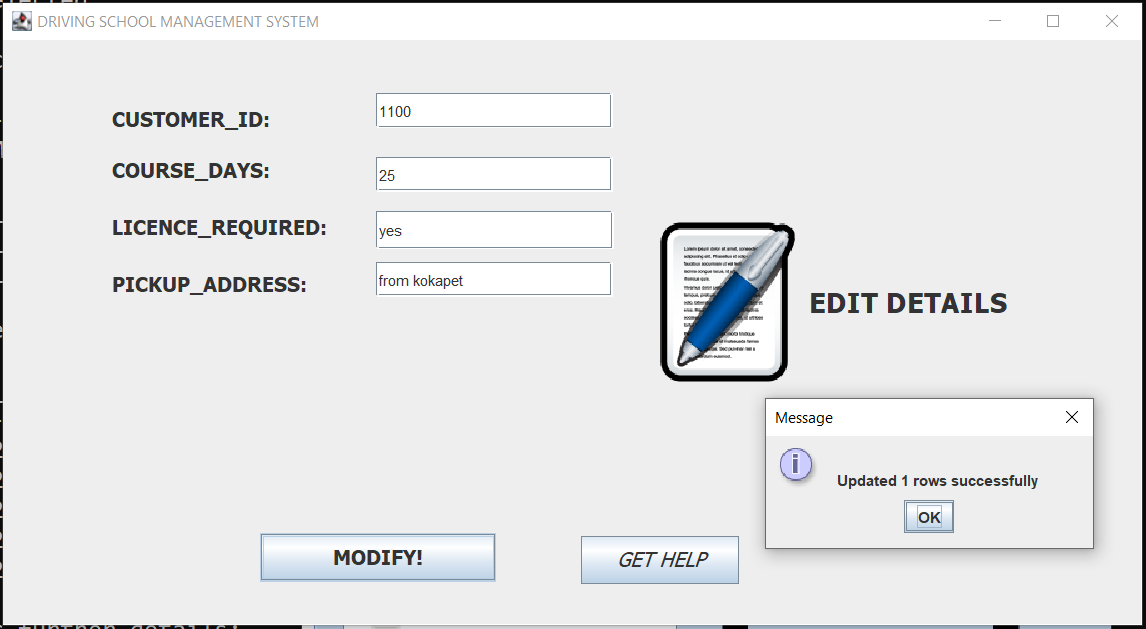 DRIVING SCHOOL MANAGEMENT SYSTEM
CUSTOMER_ID:
1100
COURSE_DAYS:
25
LICENCE_REQUIRED:
yes
PICKUP_ADDRESS:
from kokapet
EDIT DETAILS
Message
i
Updated 1 rows successfully
OK
MODIFY!
GET HELP